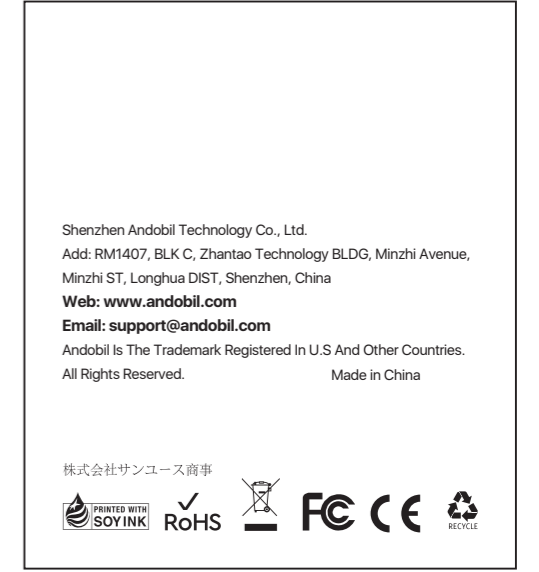 Shenzhen Andobil Technology Co., Ltd.
Add: RM1407, BLK C, Zhantao Technology BLDG, Minzhi Avenue,
Minzhi ST, Longhua DIST, Shenzhen, China
Web: www.andobil.com
Email: support@andobil.com
Andobil Is The Trademark Registered In U.S And Other Countries.
All Rights Reserved. Made in China
株式会社サンユース商事
PRINTED WITH
SOY INK
RoHS
FC CE
RECYCLE